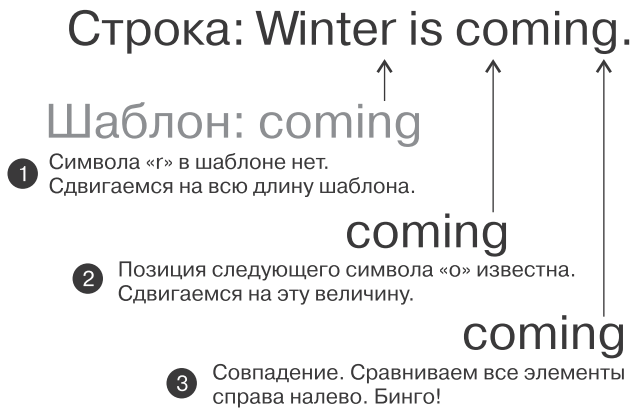 Строка: Winter is coming.
Шаблон: coming
1 Символа «r» в шаблоне нет.
Сдвигаемся на всю длину шаблона.
coming
2 Позиция следующего символа «о» известна.
Сдвигаемся на эту величину.
coming
3 Совпадение. Сравниваем все элементы
справа налево. Бинго!